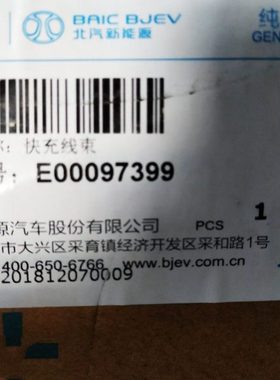 BAIC BJEV
北汽新能源
纯
GEN
称: 快充线束
号: E00097399
源汽车股份有限公司 PCS 1
市大兴区采育镇经济开发区采和路1号
400-650-6766 www.bjev.com.cn
201812070009